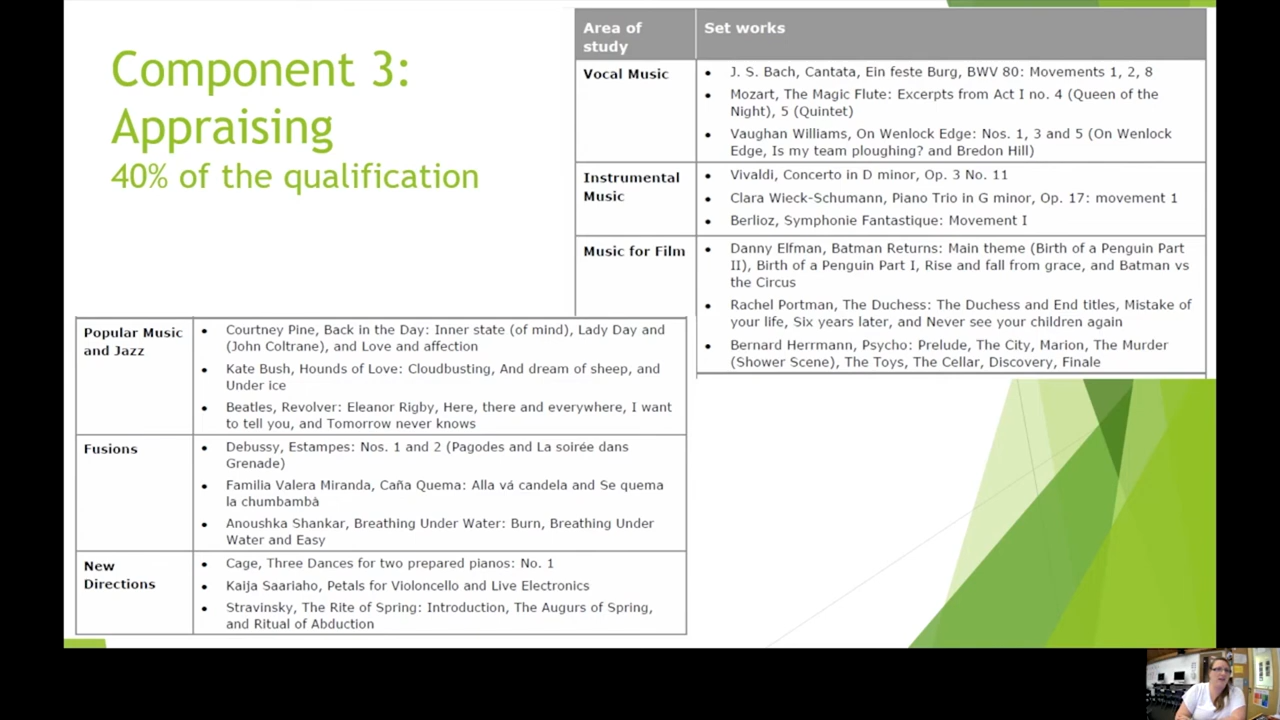 Component 3:
Appraising
40% of the qualification
Area of
study
Set works
Vocal Music
• J. S. Bach, Cantata, Ein feste Burg, BWV 80: Movements 1, 2, 8
• Mozart, The Magic Flute: Excerpts from Act I no. 4 (Queen of the
Night), 5 (Quintet)
• Vaughan Williams, On Wenlock Edge: Nos. 1, 3 and 5 (On Wenlock
Edge, Is my team ploughing? and Bredon Hill)
Instrumental
Music
• Vivaldi, Concerto in D minor, Op. 3 No. 11
• Clara Wieck-Schumann, Piano Trio in G minor, Op. 17: movement 1
• Berlioz, Symphonie Fantastique: Movement I
Music for Film
• Danny Elfman, Batman Returns: Main theme (Birth of a Penguin Part
II), Birth of a Penguin Part I, Rise and fall from grace, and Batman vs
the Circus
• Rachel Portman, The Duchess: The Duchess and End titles, Mistake of
your life, Six years later, and Never see your children again
• Bernard Herrmann, Psycho: Prelude, The City, Marion, The Murder
(Shower Scene), The Toys, The Cellar, Discovery, Finale
Popular Music
and Jazz
• Courtney Pine, Back in the Day: Inner state (of mind), Lady Day and
(John Coltrane), and Love and affection
• Kate Bush, Hounds of Love: Cloudbusting, And dream of sheep, and
Under ice
• Beatles, Revolver: Eleanor Rigby, Here, there and everywhere, I want
to tell you, and Tomorrow never knows
Fusions
• Debussy, Estampes: Nos. 1 and 2 (Pagodes and La soirée dans
Grenade)
• Familia Valera Miranda, Caña Quema: Alla vá candela and Se quema
la chumbambà
• Anoushka Shankar, Breathing Under Water: Burn, Breathing Under
Water and Easy
New
Directions
• Cage, Three Dances for two prepared pianos: No. 1
• Kaija Saariaho, Petals for Violoncello and Live Electronics
• Stravinsky, The Rite of Spring: Introduction, The Augurs of Spring,
and Ritual of Abduction